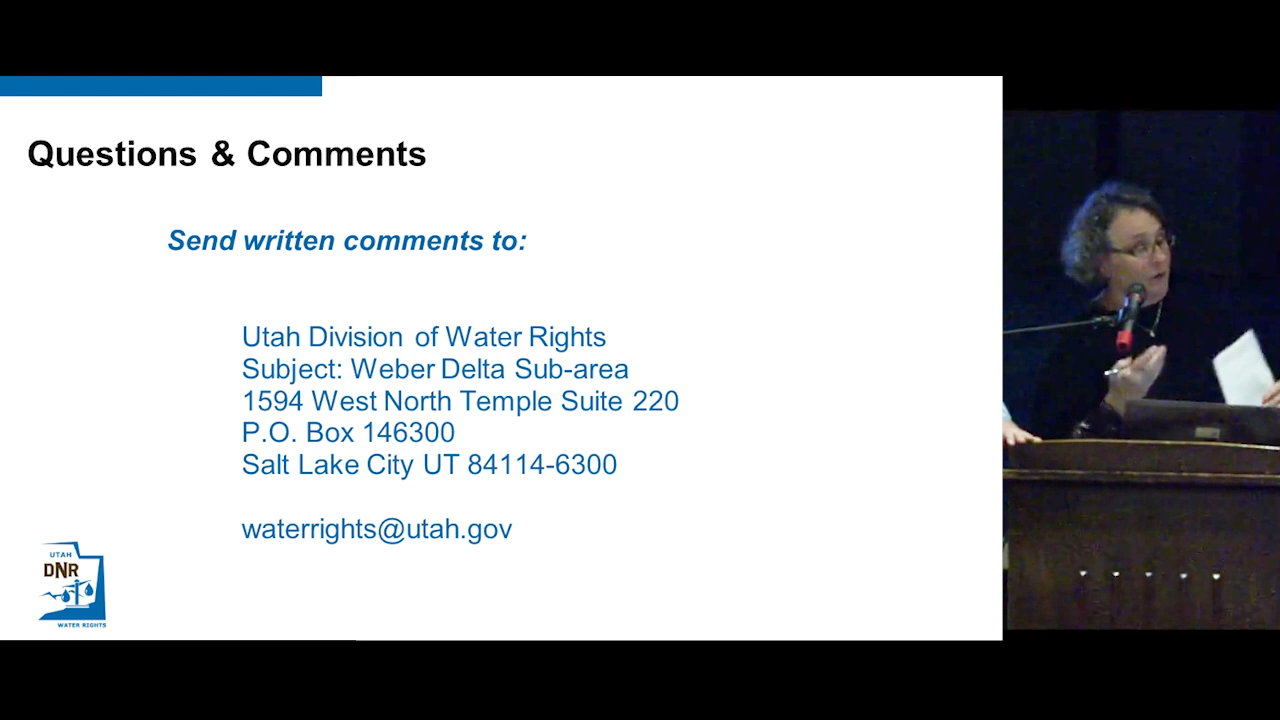 Questions & Comments
Send written comments to:
Utah Division of Water Rights
Subject: Weber Delta Sub-area
1594 West North Temple Suite 220
P.O. Box 146300
Salt Lake City UT 84114-6300
waterrights@utah.gov
UTAH
DNR
WATER RIGHTS